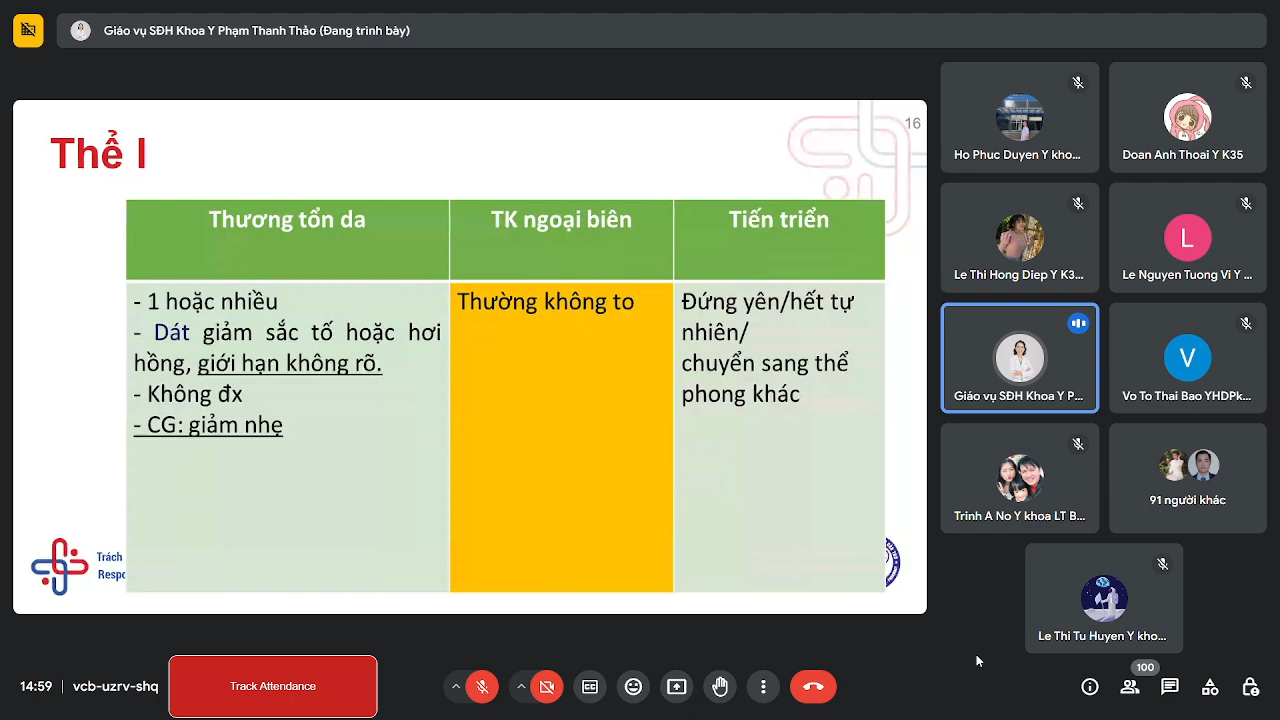 Giáo vụ SĐH Khoa Y Phạm Thanh Thảo (Đang trình bày)
16
Thể I
Thương tổn da
TK ngoại biên
Tiến triển
- 1 hoặc nhiều
- Dát giảm sắc tố hoặc hơi
hồng, giới hạn không rõ.
- Không đx
- CG: giảm nhẹ
Thường không to
Đứng yên/hết tự
nhiên/
chuyển sang thể
phong khác
Trách
Respo
Ho Phuc Duyen Y kho...
Doan Anh Thoai Y K35
Le Thi Hong Diep Y K3...
L
Le Nguyen Tuong Vi Y ...
Giáo vụ SĐH Khoa Y P...
V
Vo To Thai Bao YHDPk...
Trinh A No Y khoa LT B...
91 người khác
Le Thi Tu Huyen Y kho...
14:59
vcb-uzrv-shq
Track Attendance
100